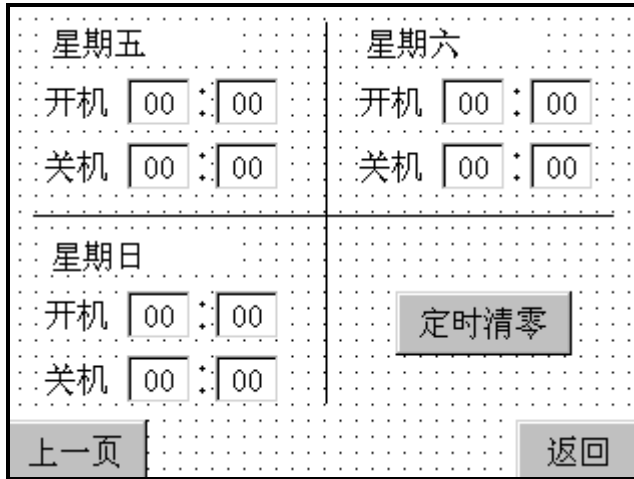 星期五 星期六
开机 00 : 00 开机 00 : 00
关机 00 : 00 关机 00 : 00
星期日
开机 00 : 00 定时清零
关机 00 : 00
上一页 返回